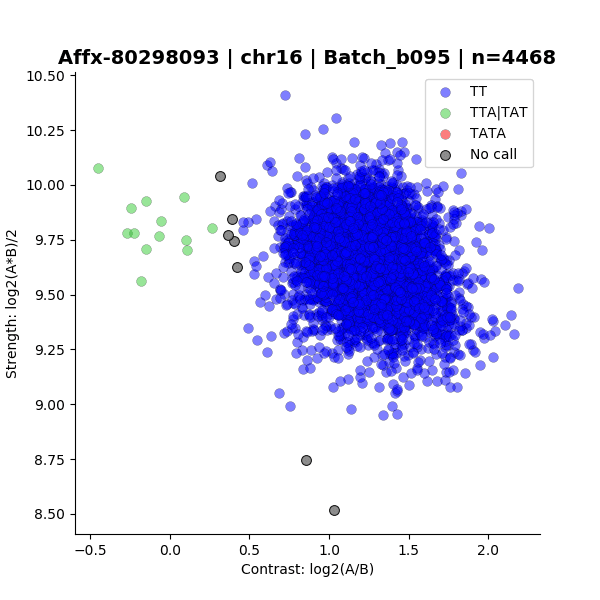 Affx-80298093 | chr16 | Batch_b095 | n=4468
TT
TTA|TAT
TATA
No call
10.50
10.25
10.00
9.75
9.50
9.25
9.00
8.75
8.50
Strength: log2(A*B)/2
−0.5
0.0
0.5
1.0
1.5
2.0
Contrast: log2(A/B)